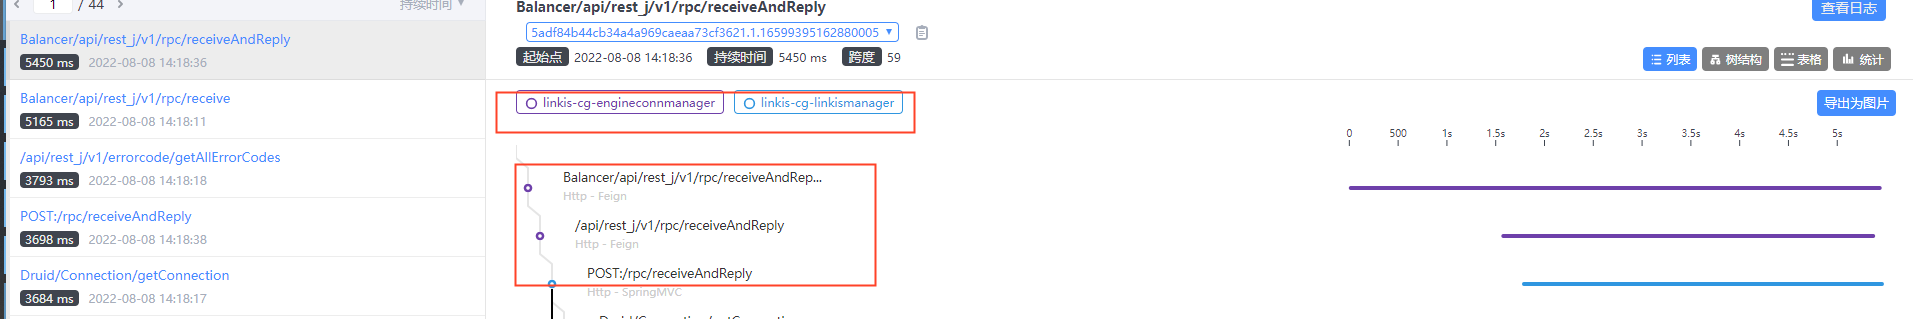 1 / 44 持续时间
Balancer/api/rest_j/v1/rpc/receiveAndReply
5450 ms 2022-08-08 14:18:36
Balancer/api/rest_j/v1/rpc/receive
5165 ms 2022-08-08 14:18:11
/api/rest_j/v1/errorcode/getAllErrorCodes
3793 ms 2022-08-08 14:18:18
POST:/rpc/receiveAndReply
3698 ms 2022-08-08 14:18:38
Druid/Connection/getConnection
3684 ms 2022-08-08 14:18:17
Balancer/api/rest_j/v1/rpc/receiveAndReply
查看日志
5adf84b44cb34a4a969caeaa73cf3621.1.16599395162880005
起始点 2022-08-08 14:18:36 持续时间 5450 ms 跨度 59
列表 树结构 表格 统计
linkis-cg-engineconnmanager linkis-cg-linkismanager
导出为图片
0 500 1 1.5s 2s 2.5s 3s 3.5s 4s 4.5s 5s
Balancer/api/rest_j/v1/rpc/receiveAndRep...
Http - Feign
/api/rest_j/v1/rpc/receiveAndReply
Http - Feign
POST:/rpc/receiveAndReply
Http - SpringMVC